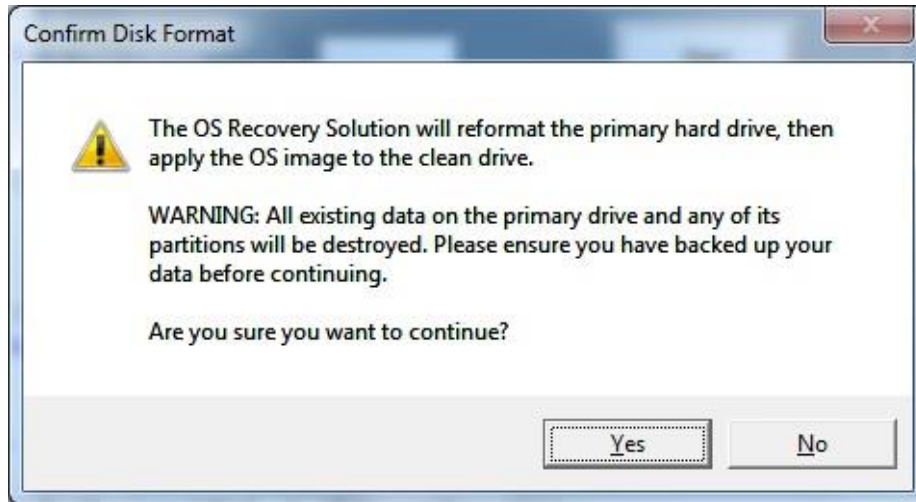 Confirm Disk Format
The OS Recovery Solution will reformat the primary hard drive, then
apply the OS image to the clean drive.
WARNING: All existing data on the primary drive and any of its
partitions will be destroyed. Please ensure you have backed up your
data before continuing.
Are you sure you want to continue?
Yes No